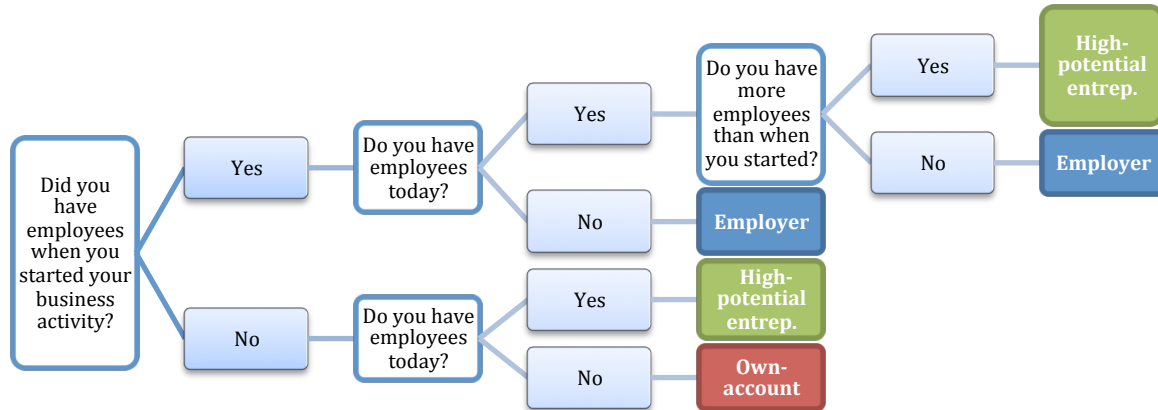 Did you
have
employees
when you
started your
business
activity?
Yes
Do you have
employees
today?
Yes
Do you have
more
employees
than when
you started?
Yes
High-
potential
entrep.
No
Employer
No
Employer
No
Do you have
employees
today?
Yes
High-
potential
entrep.
No
Own-
account